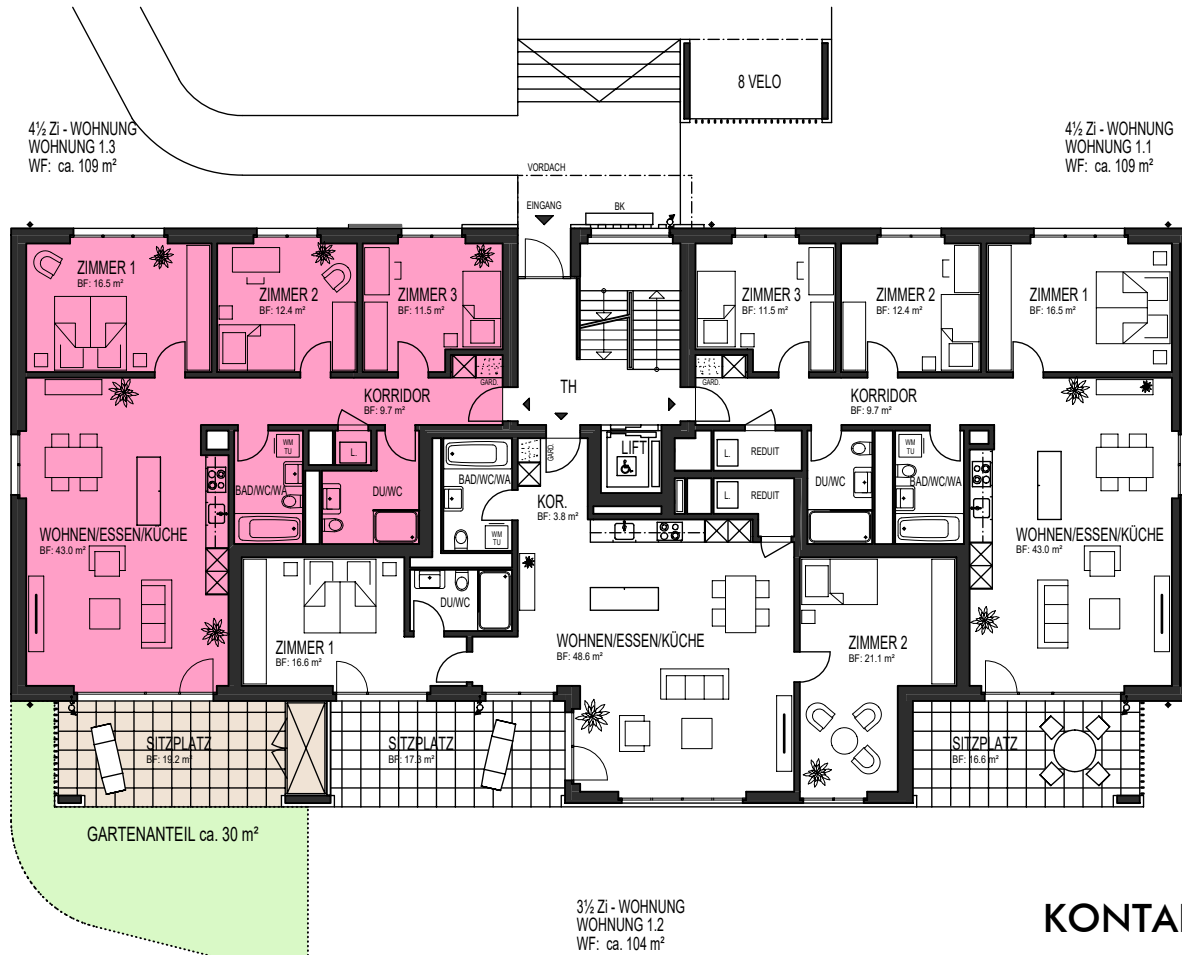 8 VELO
4½ Zi - WOHNUNG
WOHNUNG 1.3
WF: ca. 109 m²
4½ Zi - WOHNUNG
WOHNUNG 1.1
WF: ca. 109 m²
VORDACH
EINGANG
BK
ZIMMER 1
BF: 16.5 m²
ZIMMER 2
BF: 12.4 m²
ZIMMER 3
BF: 11.5 m²
ZIMMER 3
BF: 11.5 m²
ZIMMER 2
BF: 12.4 m²
ZIMMER 1
BF: 16.5 m²
GARD.
TH
GARD.
KORRIDOR
BF: 9.7 m²
KORRIDOR
BF: 9.7 m²
WM
TU
L.
GARD.
LIFT
L
REDUIT
WM
TU
BAD/WC/WA
DU/WC
BAD/WC/WA
KOR.
BF: 3.8 m²
L
REDUIT
DU/WC
BAD/WC/WA
WM
TU
WOHNEN/ESSEN/KÜCHE
BF: 43.0 m²
WOHNEN/ESSEN/KÜCHE
BF: 43.0 m²
DU/WC
ZIMMER 1
BF: 16.6 m²
WOHNEN/ESSEN/KÜCHE
BF: 48.6 m²
ZIMMER 2
BF: 21.1 m²
SITZPLATZ
BF: 19.2 m²
SITZPLATZ
BF: 17.3 m²
SITZPLATZ
BF: 16.6 m²
GARTENANTEIL ca. 30 m²
3½ Zi - WOHNUNG
WOHNUNG 1.2
WF: ca. 104 m²